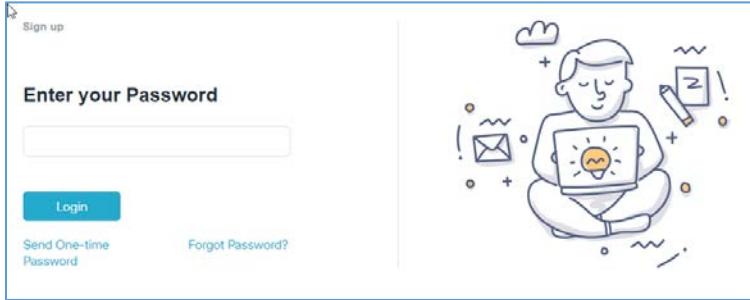 Sign up
Enter your Password
Login
Send One-time
Password
Forgot Password?